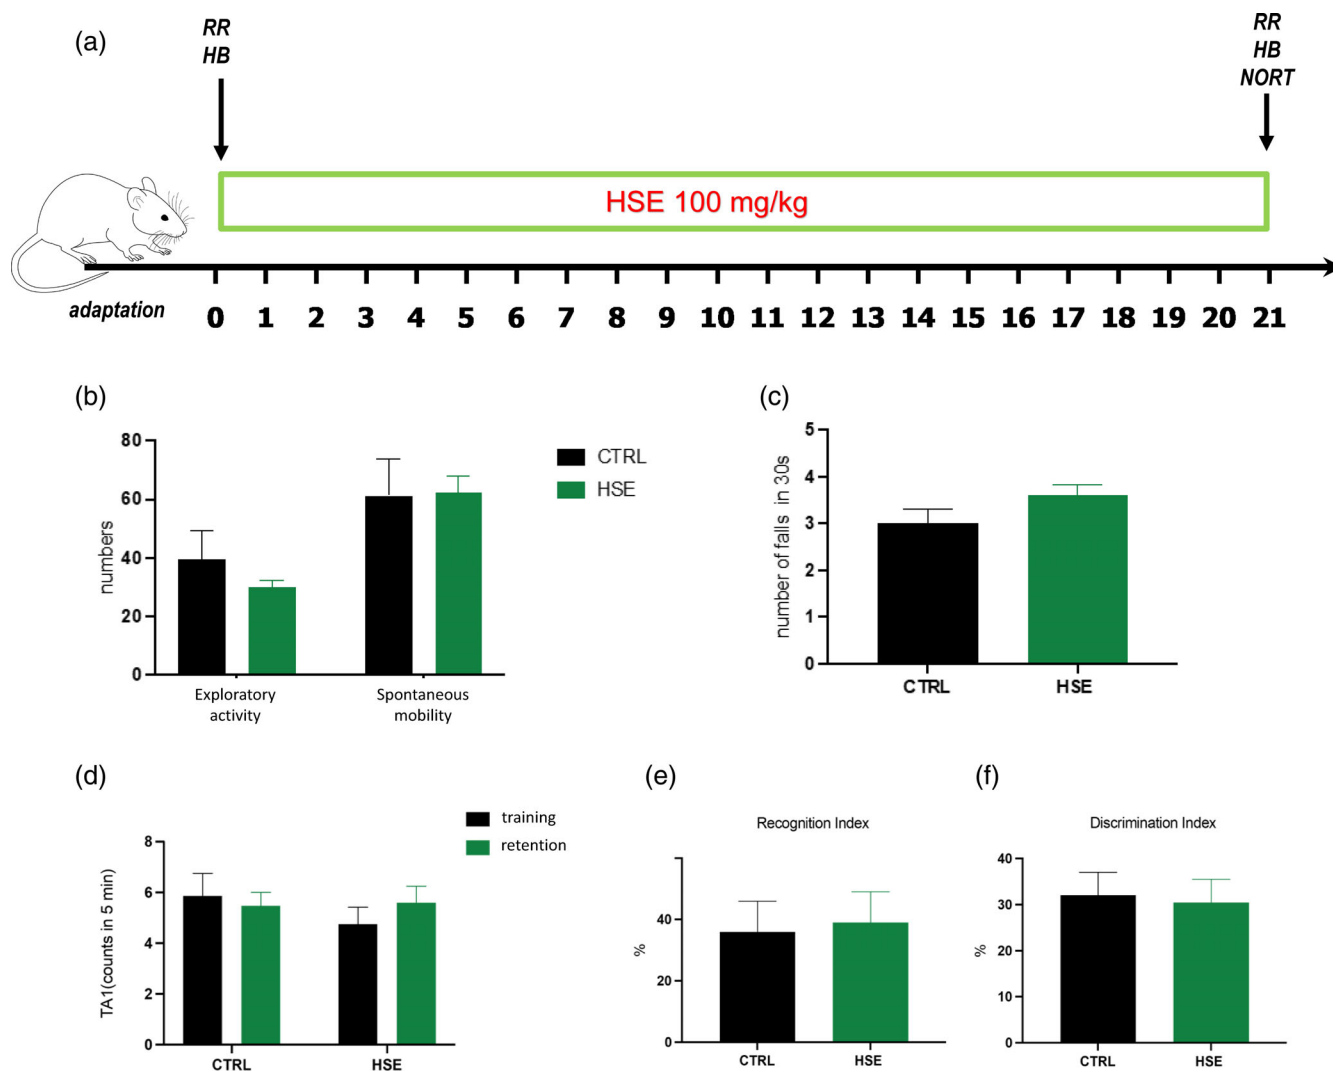 (a)
RR
HB
RR
HB
NORT
HSE 100 mg/kg
adaptation
0 1 2 3 4 5 6 7 8 9 10 11 12 13 14 15 16 17 18 19 20 21
(b)
numbers
80
60
40
20
0
Exploratory
activity
Spontaneous
mobility
CTRL
HSE
(c)
number of falls in 30s
5
4
3
2
1
0
CTRL HSE
(d)
TA1(counts in 5 min)
8
6
4
2
0
CTRL HSE
training
retention
(e)
Recognition Index
%
40
20
0
CTRL HSE
(f)
Discrimination Index
%
40
30
20
10
0
CTRL HSE